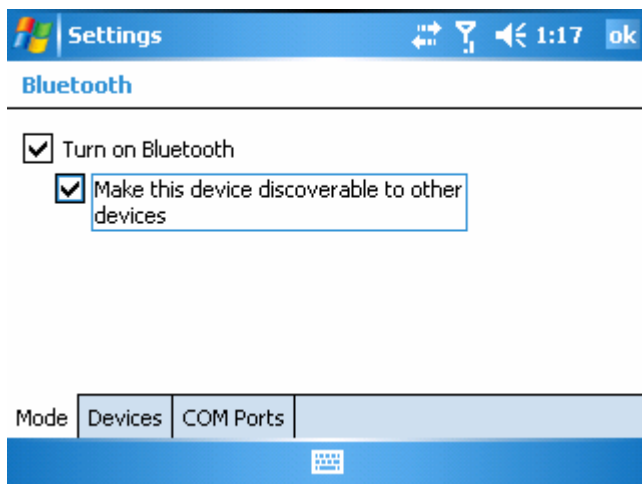 Settings 1:17 ok
Bluetooth
Turn on Bluetooth
Make this device discoverable to other
devices
Mode Devices COM Ports